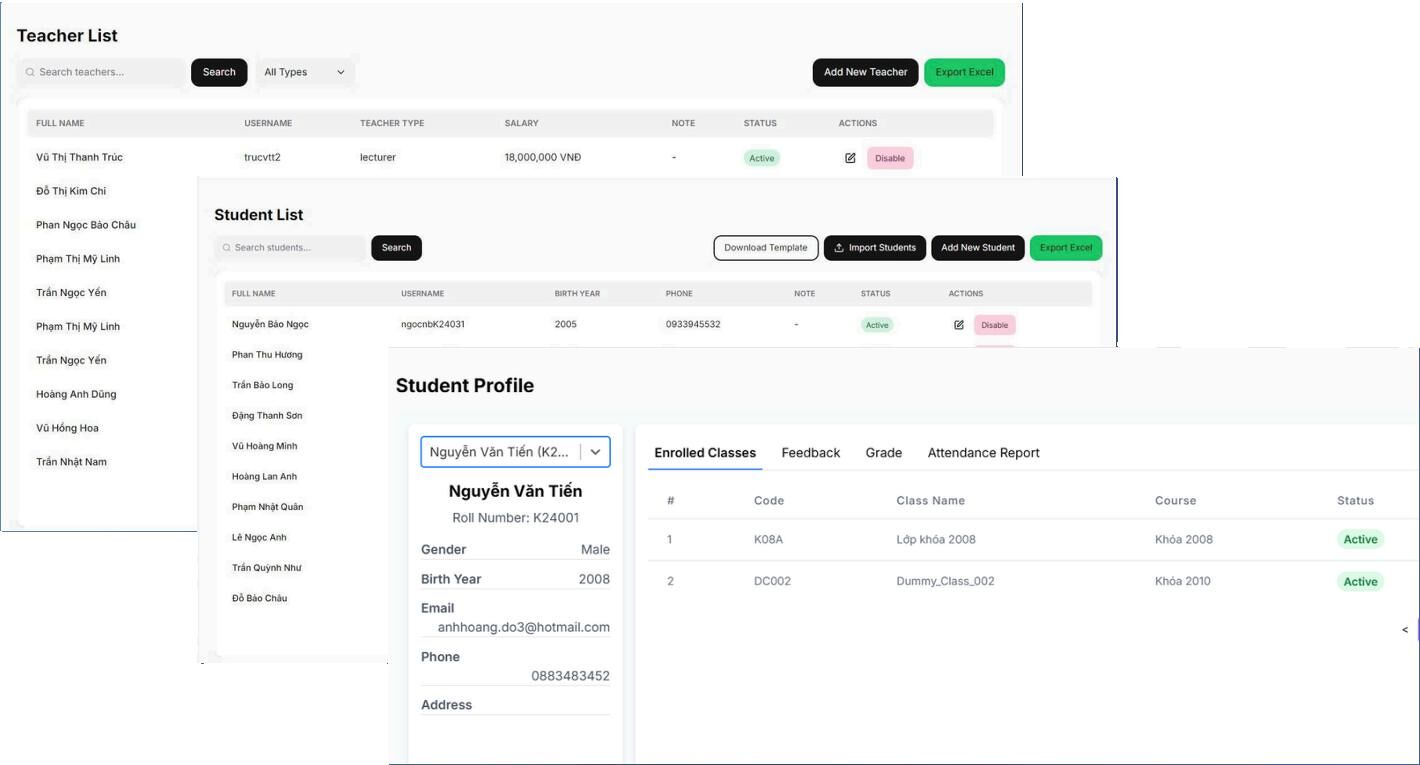 Teacher List
Search teachers... Search All Types Add New Teacher Export Excel
FULL NAME USERNAME TEACHER TYPE SALARY NOTE STATUS ACTIONS
Vũ Thị Thanh Trúc trucvtt2 lecturer 18,000,000 VNĐ - Active Disable
Đỗ Thị Kim Chi
Phan Ngọc Bảo Châu
Phạm Thị Mỹ Linh
Trần Ngọc Yến
Phạm Thị Mỹ Linh
Trần Ngọc Yến
Hoàng Anh Dũng
Vũ Hồng Hoa
Trần Nhật Nam
Student List
Search students... Search Download Template Import Students Add New Student Export Excel
FULL NAME USERNAME BIRTH YEAR PHONE NOTE STATUS ACTIONS
Nguyễn Bảo Ngọc ngocnbK24031 2005 0933945532 - Active Disable
Phan Thu Hương
Trần Bảo Long
Đặng Thanh Sơn
Vũ Hoàng Minh
Hoàng Lan Anh
Phạm Nhật Quân
Lê Ngọc Anh
Trần Quỳnh Như
Đỗ Bảo Châu
Student Profile
Nguyễn Văn Tiến (K2...
Nguyễn Văn Tiến
Roll Number: K24001
Gender Male
Birth Year 2008
Email
anhhoang.do3@hotmail.com
Phone
0883483452
Address
Enrolled Classes Feedback Grade Attendance Report
# Code Class Name Course Status
1 K08A Lớp khóa 2008 Khóa 2008 Active
2 DC002 Dummy_Class_002 Khóa 2010 Active
<